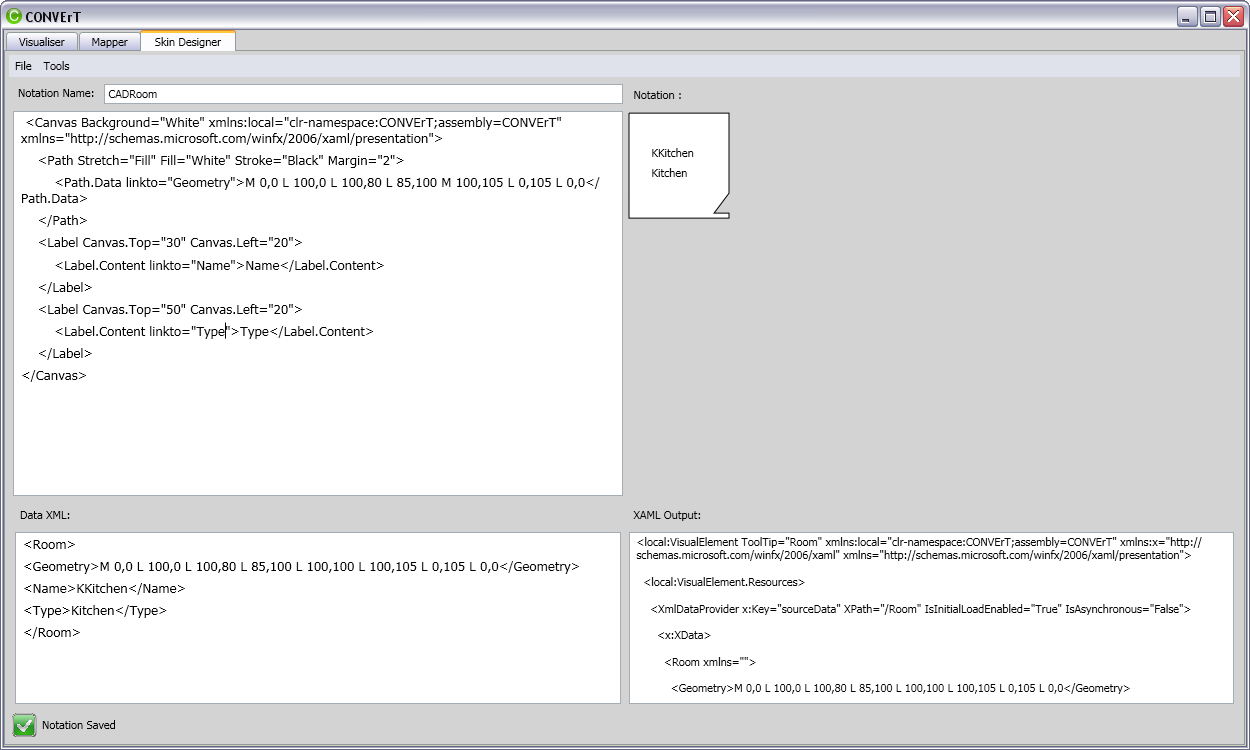 CONVErT
Visualiser Mapper Skin Designer
File Tools
Notation Name: CADRoom
Notation :
<Canvas Background="White" xmlns:local="clr-namespace:CONVErT;assembly=CONVErT"
xmlns="http://schemas.microsoft.com/winfx/2006/xaml/presentation">
<Path Stretch="Fill" Fill="White" Stroke="Black" Margin="2">
<Path.Data linkto="Geometry">M 0,0 L 100,0 L 100,80 L 85,100 M 100,105 L 0,105 L 0,0</
Path.Data>
</Path>
<Label Canvas.Top="30" Canvas.Left="20">
<Label.Content linkto="Name">Name</Label.Content>
</Label>
<Label Canvas.Top="50" Canvas.Left="20">
<Label.Content linkto="Type">Type</Label.Content>
</Label>
</Canvas>
KKitchen
Kitchen
Data XML:
<Room>
<Geometry>M 0,0 L 100,0 L 100,80 L 85,100 L 100,100 L 100,105 L 0,105 L 0,0</Geometry>
<Name>KKitchen</Name>
<Type>Kitchen</Type>
</Room>
XAML Output:
<local:VisualElement ToolTip="Room" xmlns:local="clr-namespace:CONVErT;assembly=CONVErT" xmlns:x="http://
schemas.microsoft.com/winfx/2006/xaml" xmlns="http://schemas.microsoft.com/winfx/2006/xaml/presentation">
<local:VisualElement.Resources>
<XmlDataProvider x:Key="sourceData" XPath="/Room" IsInitialLoadEnabled="True" IsAsynchronous="False">
<x:XData>
<Room xmlns="">
<Geometry>M 0,0 L 100,0 L 100,80 L 85,100 L 100,100 L 100,105 L 0,105 L 0,0</Geometry>
Notation Saved